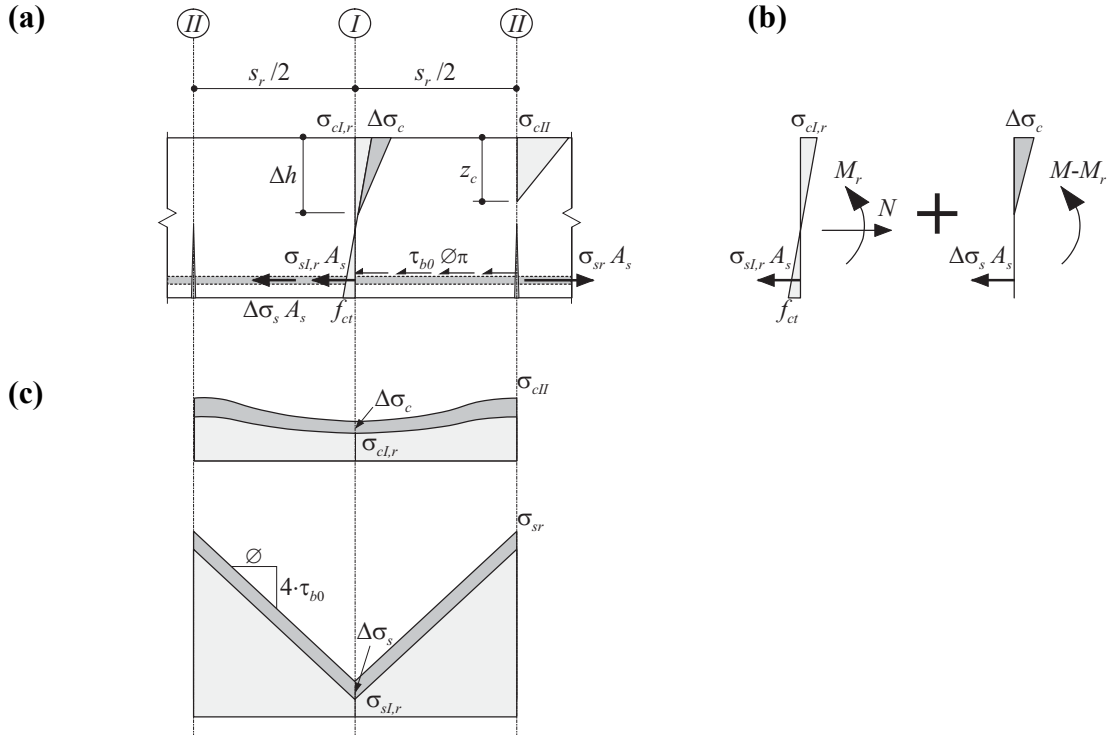 (a)
(b)
II
I
II
s_r /2
s_r /2
σ_cI,r Δσ_c
σ_cII
Δh
z_c
σ_sI,r A_s
τ_b0 ∅π
σ_sr A_s
Δσ_s A_s
f_ct
σ_cI,r
M_r
N
+
Δσ_c
M-M_r
σ_sI,r A_s
Δσ_s A_s
f_ct
(c)
σ_cII
Δσ_c
σ_cI,r
σ_sr
∅
4·τ_b0
Δσ_s
σ_sI,r